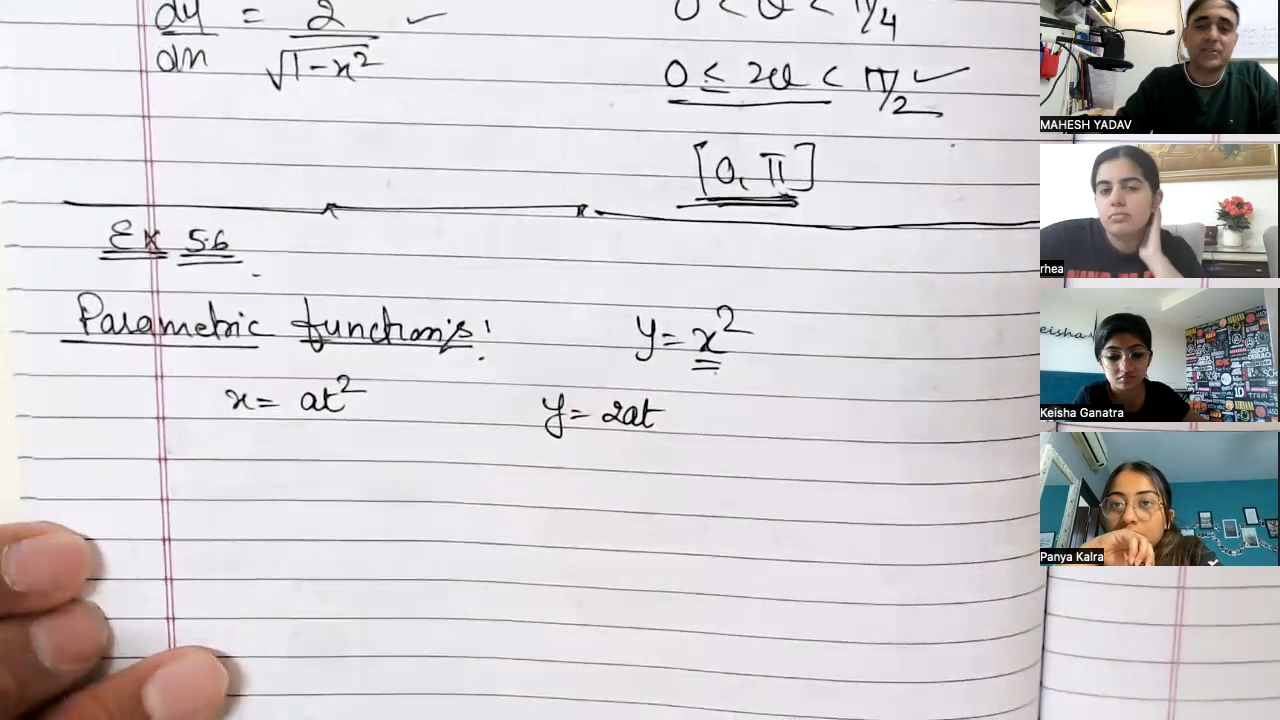 dy/dx = 2/√(1-x²) ✓
0 < θ < π/4
0 ≤ 2θ < π/2 ✓
[0, π]
Ex 5.6
Parametric function's:
y = x²
x = at²
y = 2at
MAHESH YADAV
rhea
Keisha Ganatra
Panya Kalra